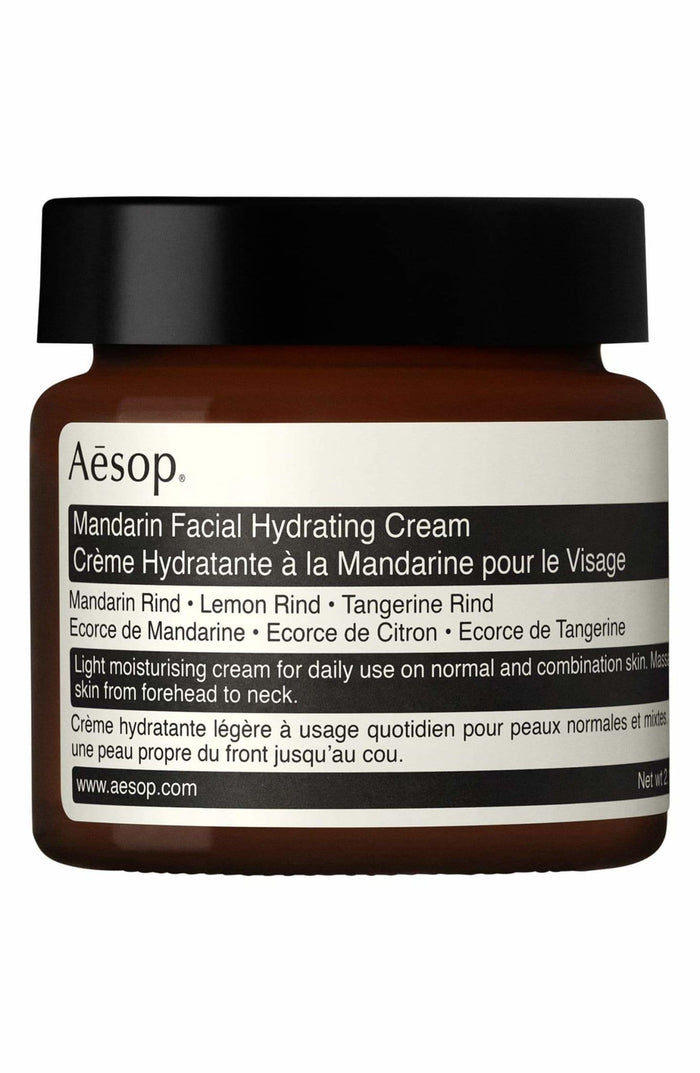 Aēsop®
Mandarin Facial Hydrating Cream
Crème Hydratante à la Mandarine pour le Visage
Mandarin Rind • Lemon Rind • Tangerine Rind
Ecorce de Mandarine • Ecorce de Citron • Ecorce de Tangerine
Light moisturising cream for daily use on normal and combination skin.
skin from forehead to neck.
Crème hydratante légère à usage quotidien pour peaux normales et mixtes.
une peau propre du front jusqu'au cou.
www.aesop.com
Net wt 2